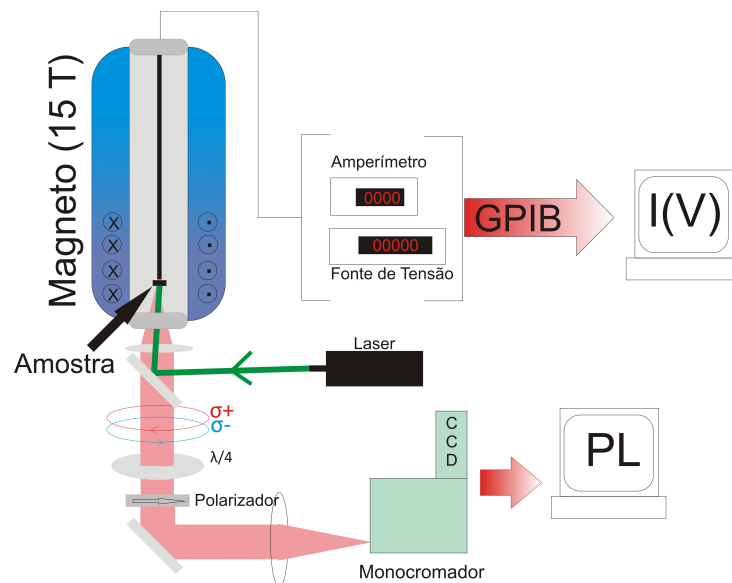 Magneto (15 T)
X
X
X
X
Amostra
Amperímetro
0000
00000
Fonte de Tensão
GPIB
I(V)
Laser
σ+
σ-
λ/4
Polarizador
C
C
D
Monocromador
PL